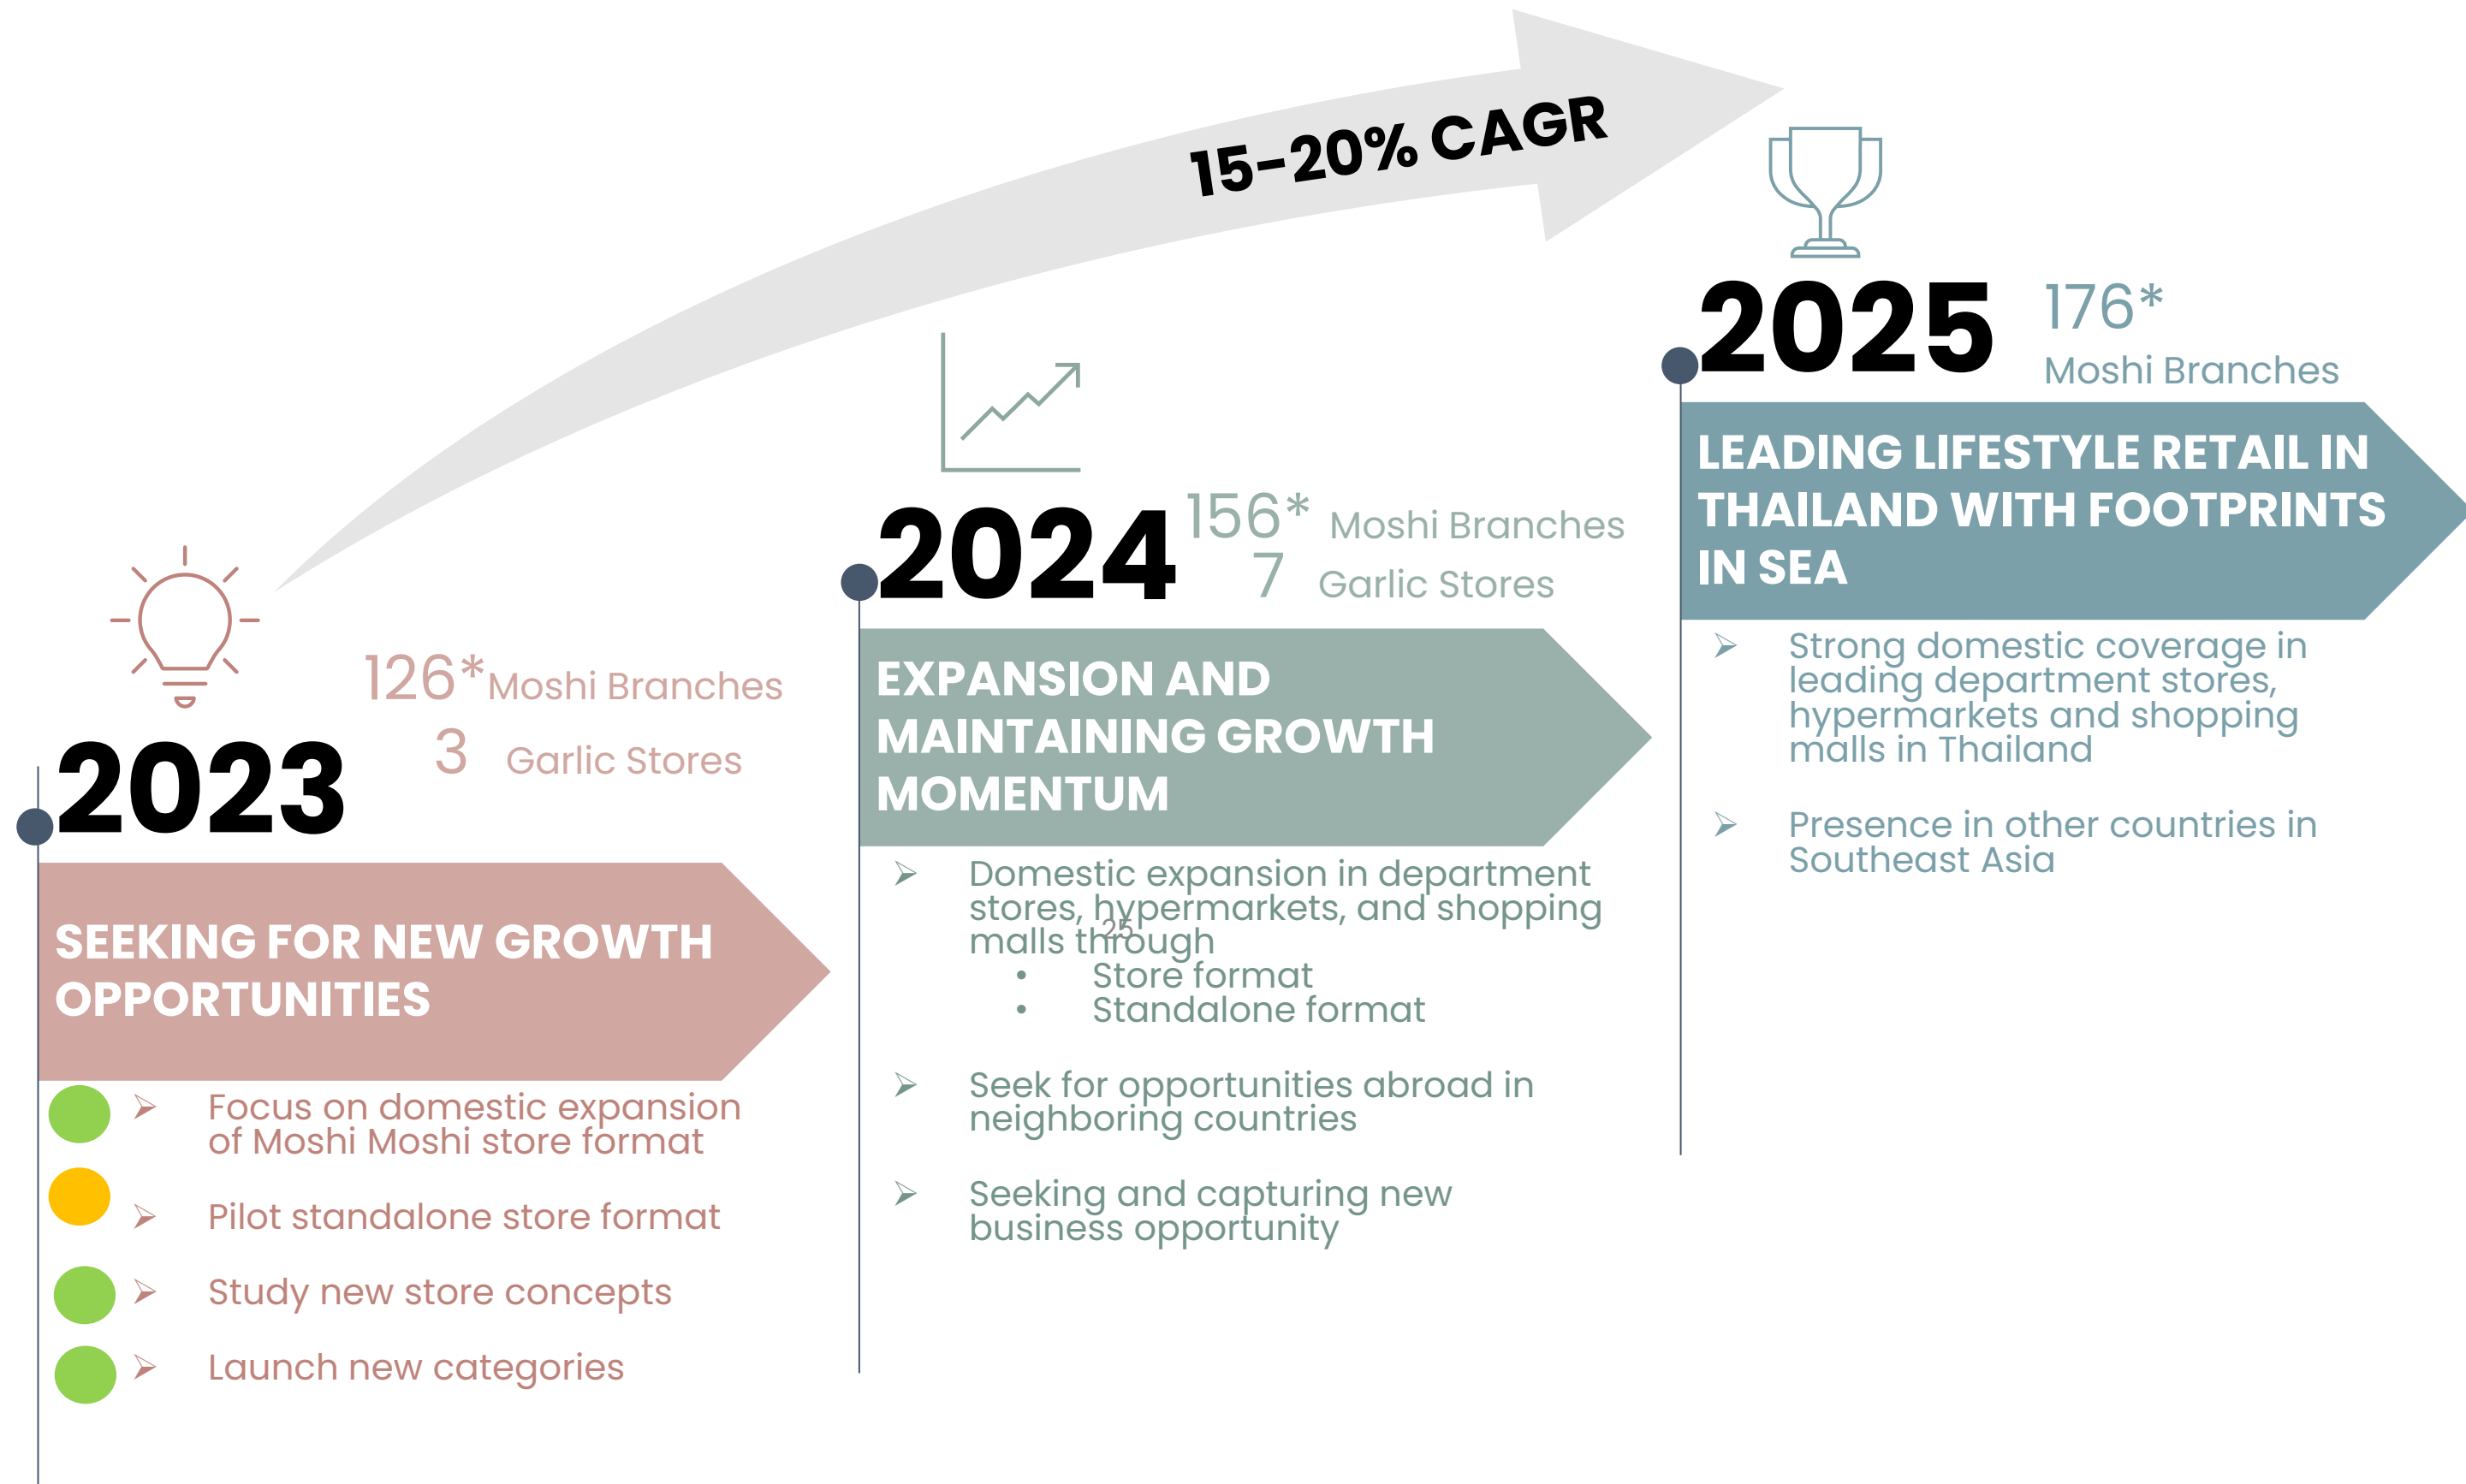 15-20% CAGR
2023
126* Moshi Branches
3 Garlic Stores
SEEKING FOR NEW GROWTH
OPPORTUNITIES
➢ Focus on domestic expansion
of Moshi Moshi store format
➢ Pilot standalone store format
➢ Study new store concepts
➢ Launch new categories
2024
156* Moshi Branches
7 Garlic Stores
EXPANSION AND
MAINTAINING GROWTH
MOMENTUM
➢ Domestic expansion in department
stores, hypermarkets, and shopping
malls through
25
• Store format
• Standalone format
➢ Seek for opportunities abroad in
neighboring countries
➢ Seeking and capturing new
business opportunity
2025
176*
Moshi Branches
LEADING LIFESTYLE RETAIL IN
THAILAND WITH FOOTPRINTS
IN SEA
➢ Strong domestic coverage in
leading department stores,
hypermarkets and shopping
malls in Thailand
➢ Presence in other countries in
Southeast Asia